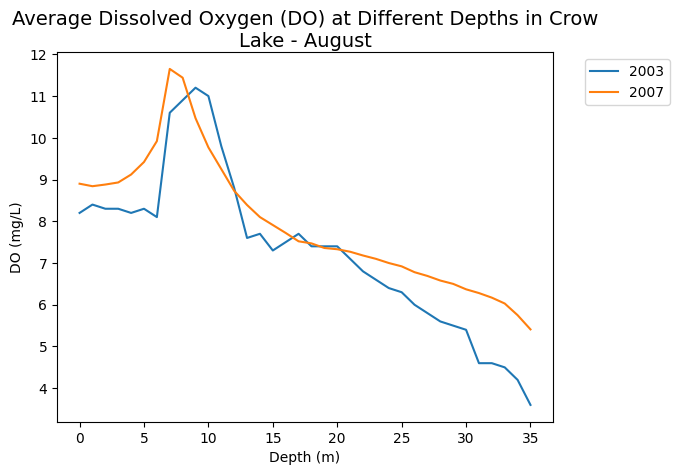 Average Dissolved Oxygen (DO) at Different Depths in Crow
Lake - August
12
11
10
9
8
7
6
5
4
DO (mg/L)
0 5 10 15 20 25 30 35
Depth (m)
2003
2007